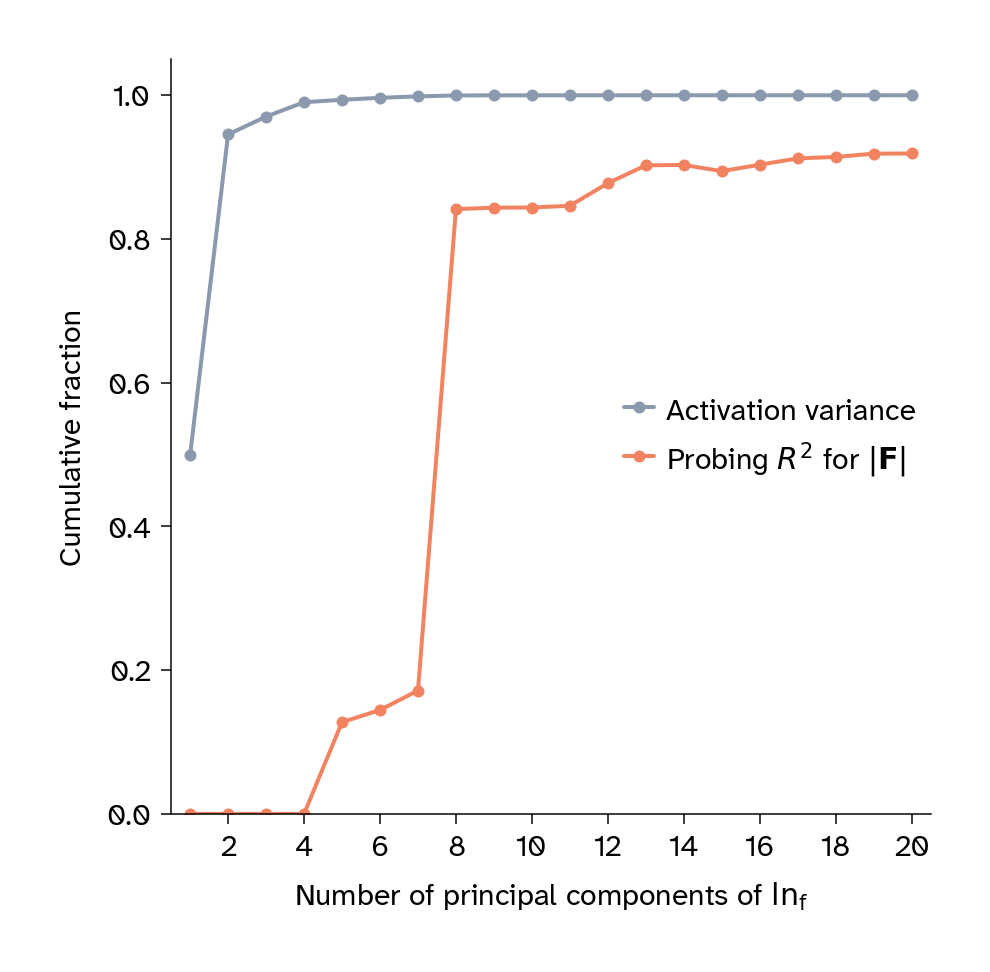 1.0
0.8
0.6
0.4
0.2
0.0
Cumulative fraction
Activation variance
Probing R² for |F|
2 4 6 8 10 12 14 16 18 20
Number of principal components of ln_f